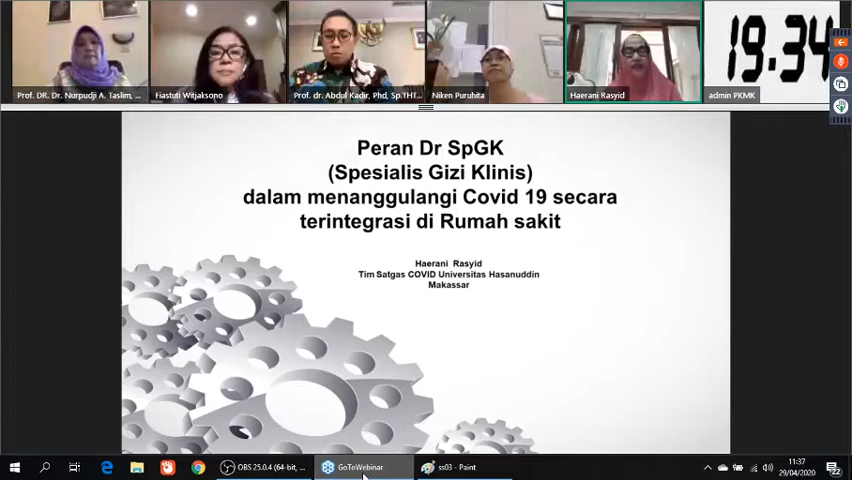 19.34
Prof. DR. Dr. Nurpudji A. Taslim, ...
Fiastuti Witjaksono
Prof. dr. Abdul Kadir, Phd, Sp.THT...
Niken Puruhita
Haerani Rasyid
admin PKMK
Peran Dr SpGK
(Spesialis Gizi Klinis)
dalam menanggulangi Covid 19 secara
terintegrasi di Rumah sakit
Haerani Rasyid
Tim Satgas COVID Universitas Hasanuddin
Makassar
OBS 25.0.4 (64-bit, ...
GoToWebinar
ss03 - Paint
11:37
29/04/2020
22